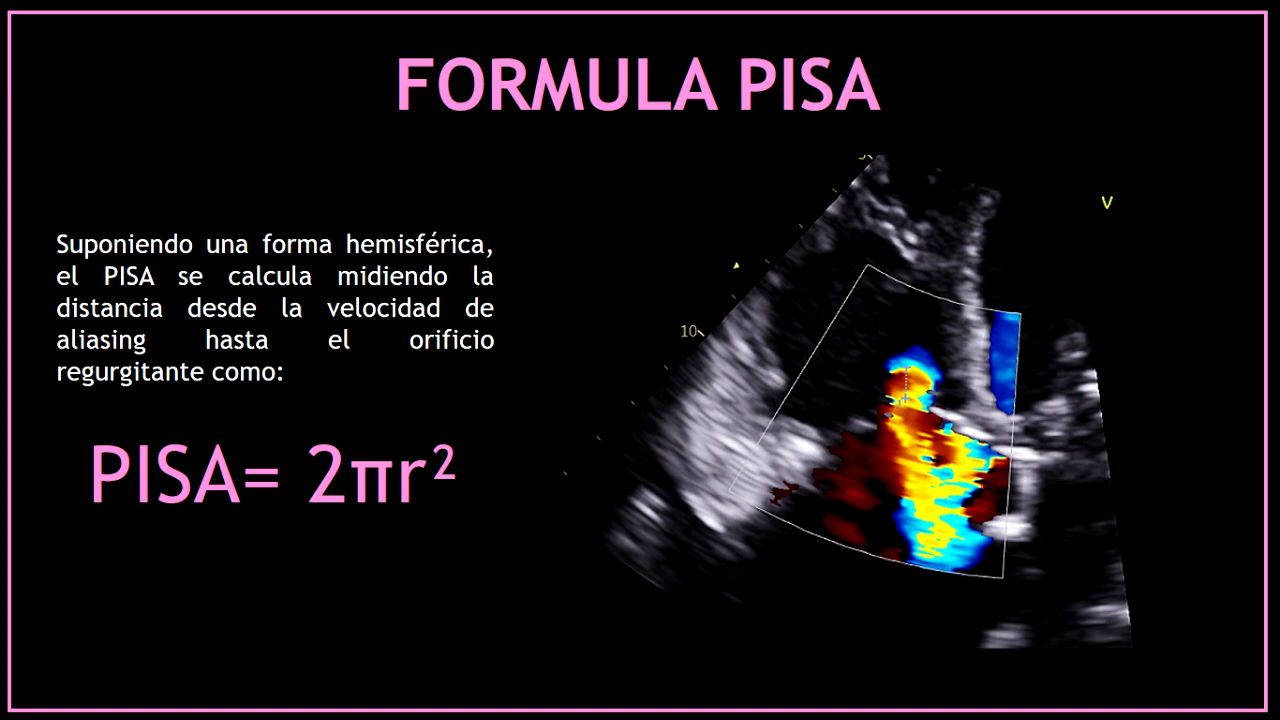 FORMULA PISA
V
Suponiendo una forma hemisférica,
el PISA se calcula midiendo la
distancia desde la velocidad de
aliasing hasta el orificio
regurgitante como:
10
PISA= 2πr²